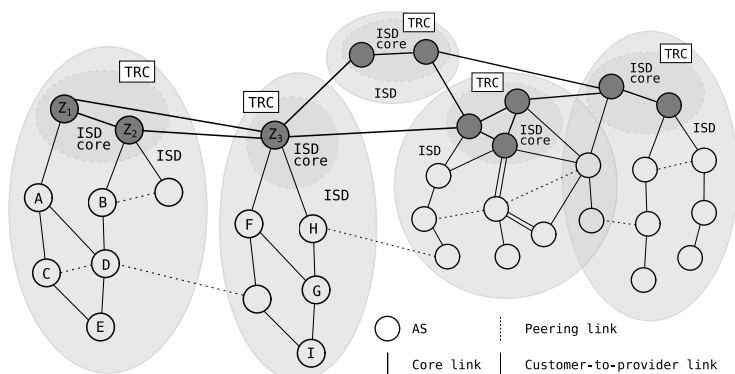 TRC
ISD
core
ISD
TRC
Z1
ISD
core
Z2
ISD
A
B
C
D
E
TRC
Z3
ISD
core
ISD
F
H
G
I
TRC
ISD
core
ISD
TRC
ISD
core
AS
Peering link
Core link
Customer-to-provider link
ISD